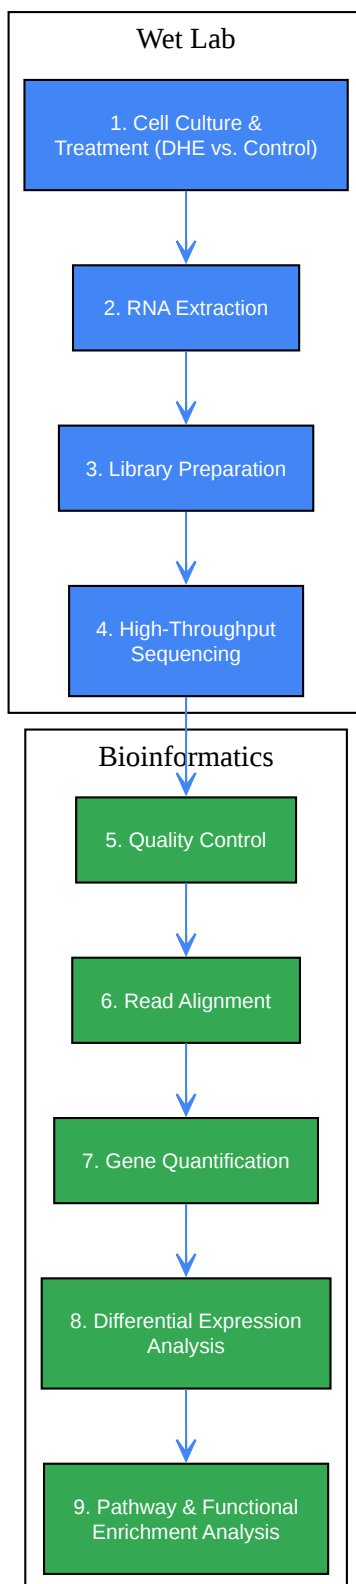 Wet Lab
1. Cell Culture &
Treatment (DHE vs. Control)
2. RNA Extraction
3. Library Preparation
4. High-Throughput
Sequencing
Bioinformatics
5. Quality Control
6. Read Alignment
7. Gene Quantification
8. Differential Expression
Analysis
9. Pathway & Functional
Enrichment Analysis